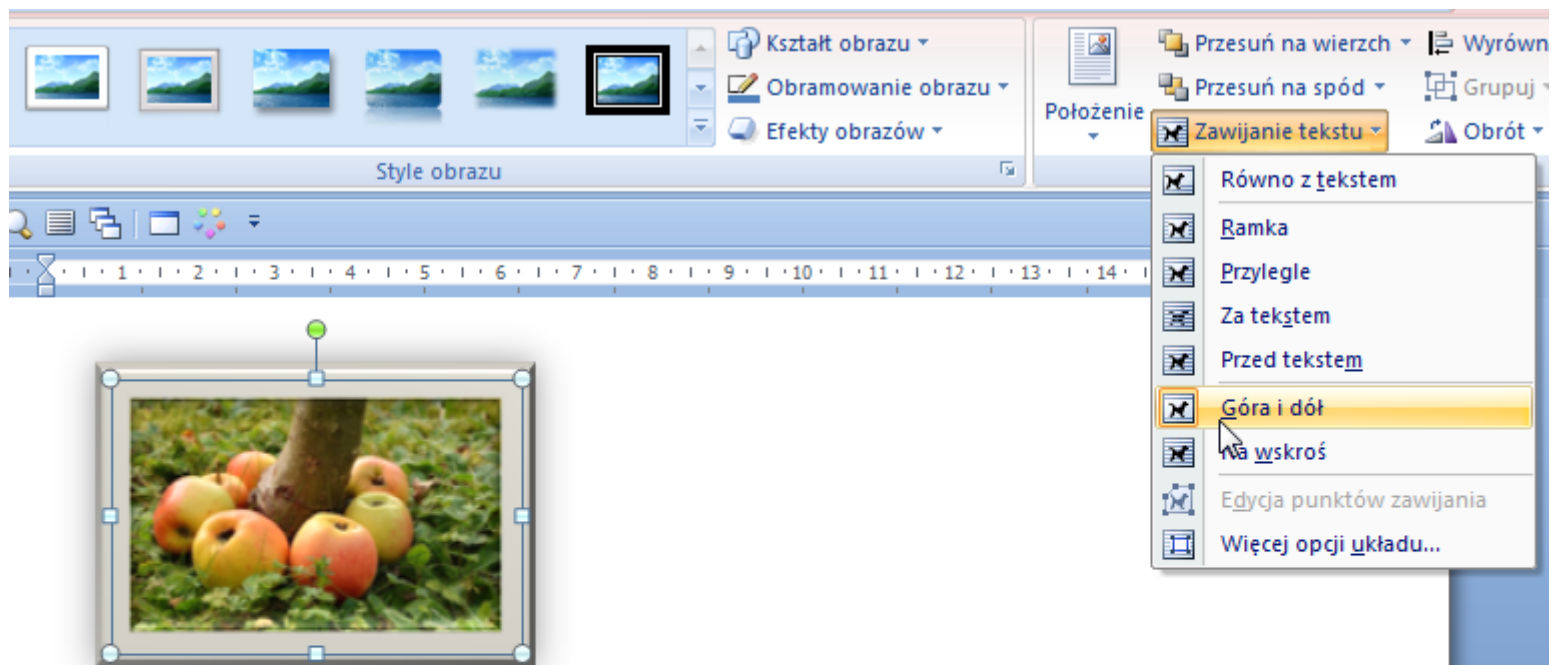 Kształt obrazu
Obramowanie obrazu
Efekty obrazów
Style obrazu
Położenie
Przesuń na wierzch
Przesuń na spód
Zawijanie tekstu
Wyrówn
Grupuj
Obrót
Równo z tekstem
Ramka
Przylegle
Za tekstem
Przed tekstem
Góra i dół
Na wskroś
Edycja punktów zawijania
Więcej opcji układu...
1 2 3 4 5 6 7 8 9 10 11 12 13 14